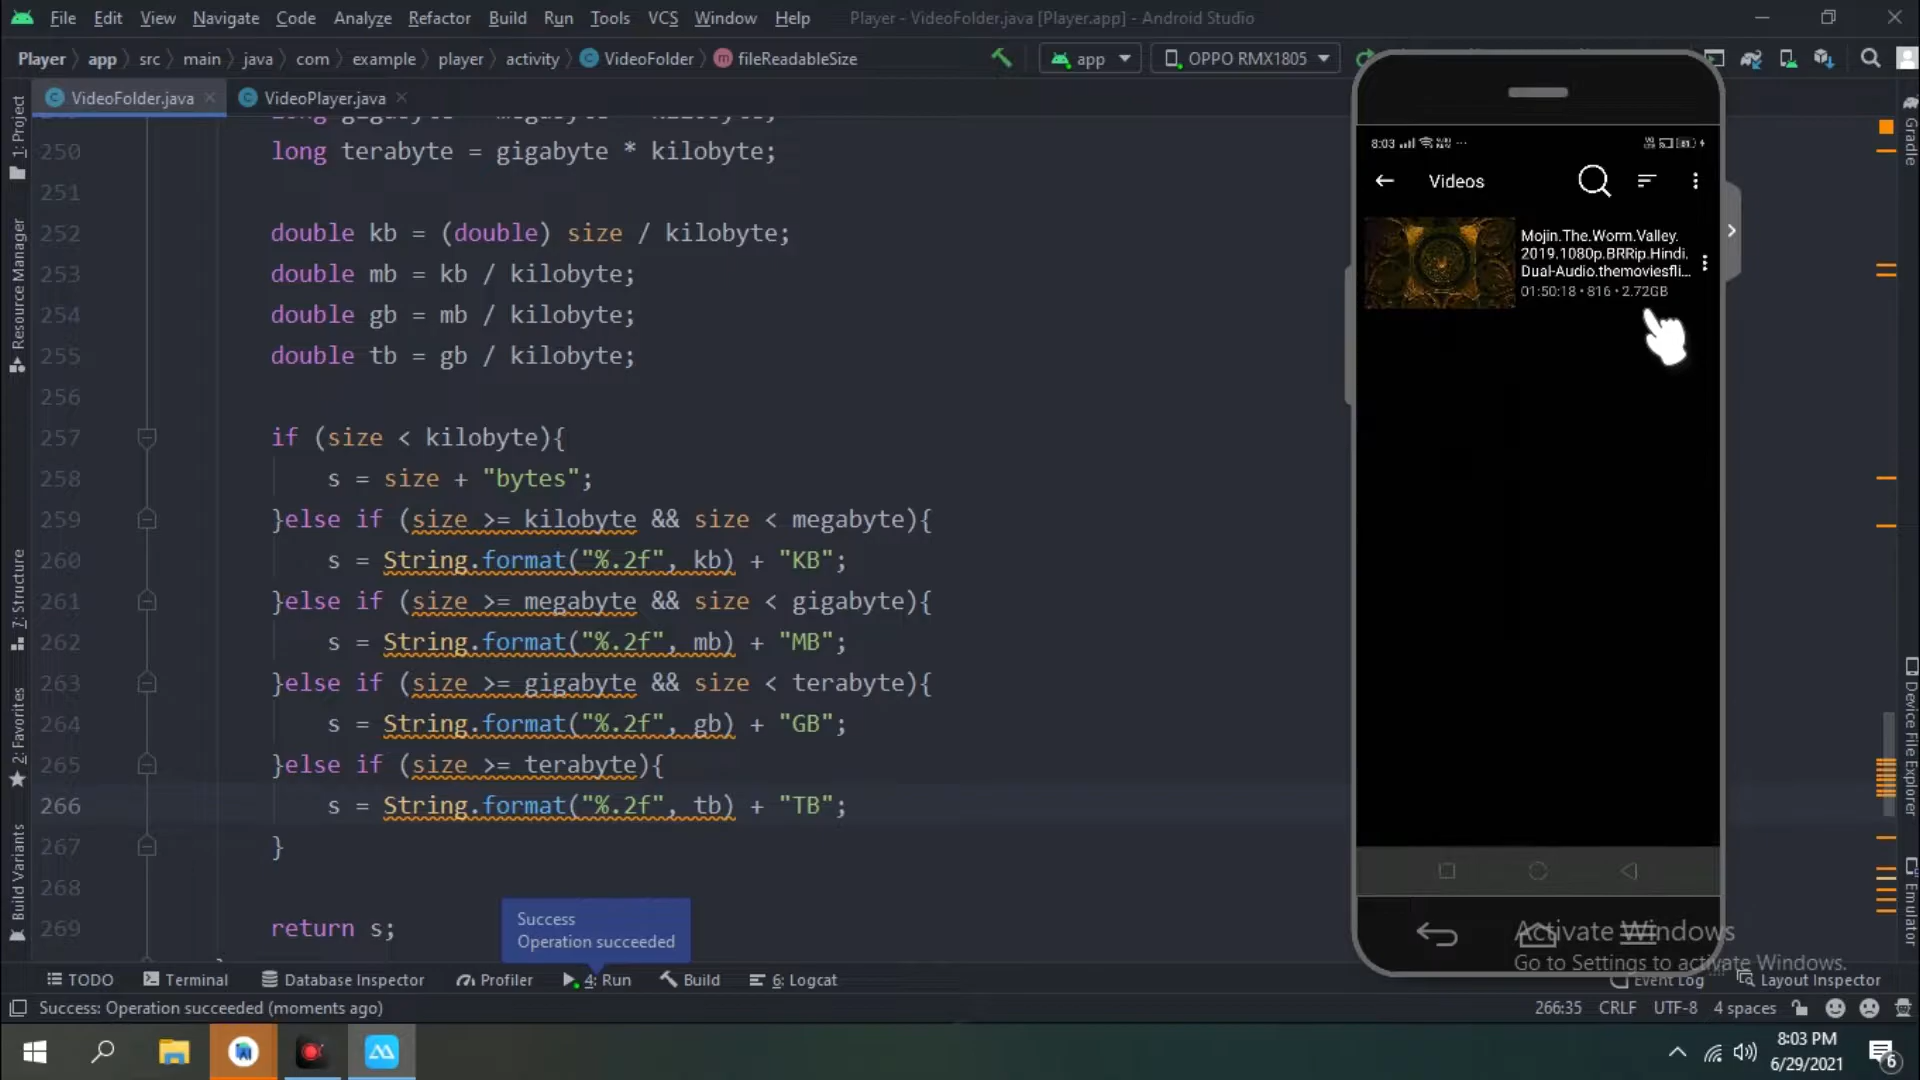 File Edit View Navigate Code Analyze Refactor Build Run Tools VCS Window Help Player - VideoFolder.java [Player.app] - Android Studio
Player app src main java com example player activity VideoFolder fileReadableSize app OPPO RMX1805
VideoFolder.java VideoPlayer.java
250 long terabyte = gigabyte * kilobyte;
251
252 double kb = (double) size / kilobyte;
253 double mb = kb / kilobyte;
254 double gb = mb / kilobyte;
255 double tb = gb / kilobyte;
256
257 if (size < kilobyte){
258 s = size + "bytes";
259 }else if (size >= kilobyte && size < megabyte){
260 s = String.format("%.2f", kb) + "KB";
261 }else if (size >= megabyte && size < gigabyte){
262 s = String.format("%.2f", mb) + "MB";
263 }else if (size >= gigabyte && size < terabyte){
264 s = String.format("%.2f", gb) + "GB";
265 }else if (size >= terabyte){
266 s = String.format("%.2f", tb) + "TB";
267 }
268
269 return s;
Success
Operation succeeded
1: Project
Resource Manager
7: Structure
2: Favorites
Build Variants
Gradle
Device File Explorer
Emulator
8:03
Videos
Mojin.The.Worm.Valley.
2019.1080p.BRRip.Hindi.
Dual-Audio.themoviesfli...
01:50:18 • 816 • 2.72GB
Activate Windows
Go to Settings to activate Windows.
TODO Terminal Database Inspector Profiler 4: Run Build 6: Logcat Event Log Layout Inspector
Success: Operation succeeded (moments ago) 266:35 CRLF UTF-8 4 spaces
8:03 PM
6/29/2021
6